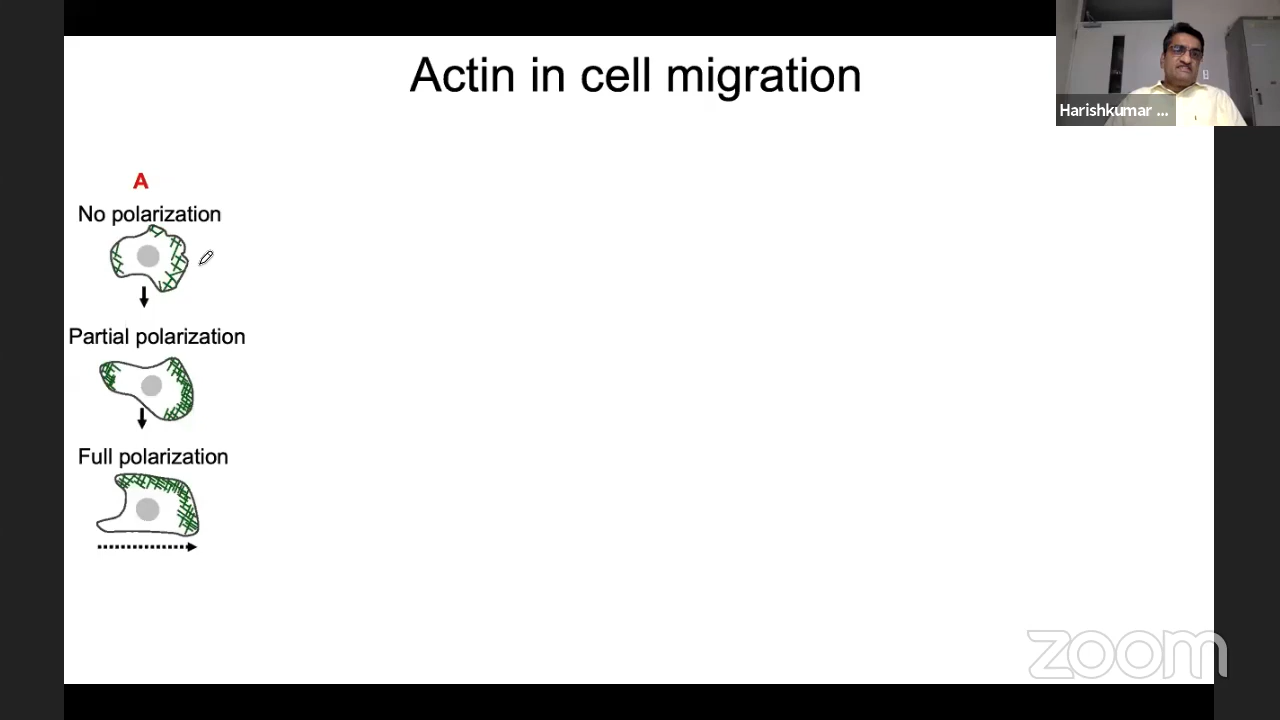 Actin in cell migration
Harishkumar ...
A
No polarization
Partial polarization
Full polarization
zoom